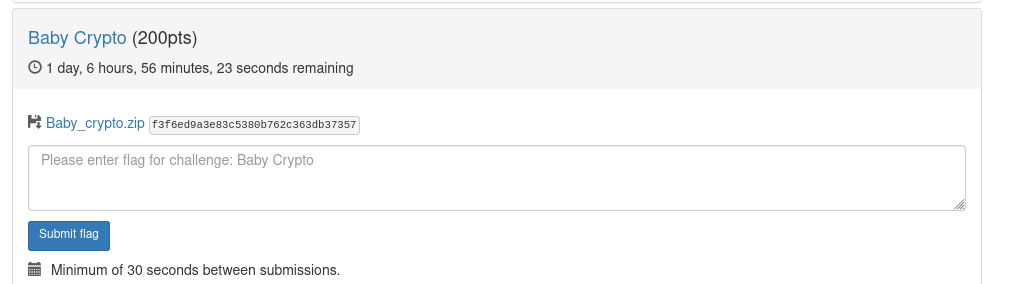 Baby Crypto (200pts)
1 day, 6 hours, 56 minutes, 23 seconds remaining
Baby_crypto.zip f3f6ed9a3e83c5380b762c363db37357
Please enter flag for challenge: Baby Crypto
Submit flag
Minimum of 30 seconds between submissions.